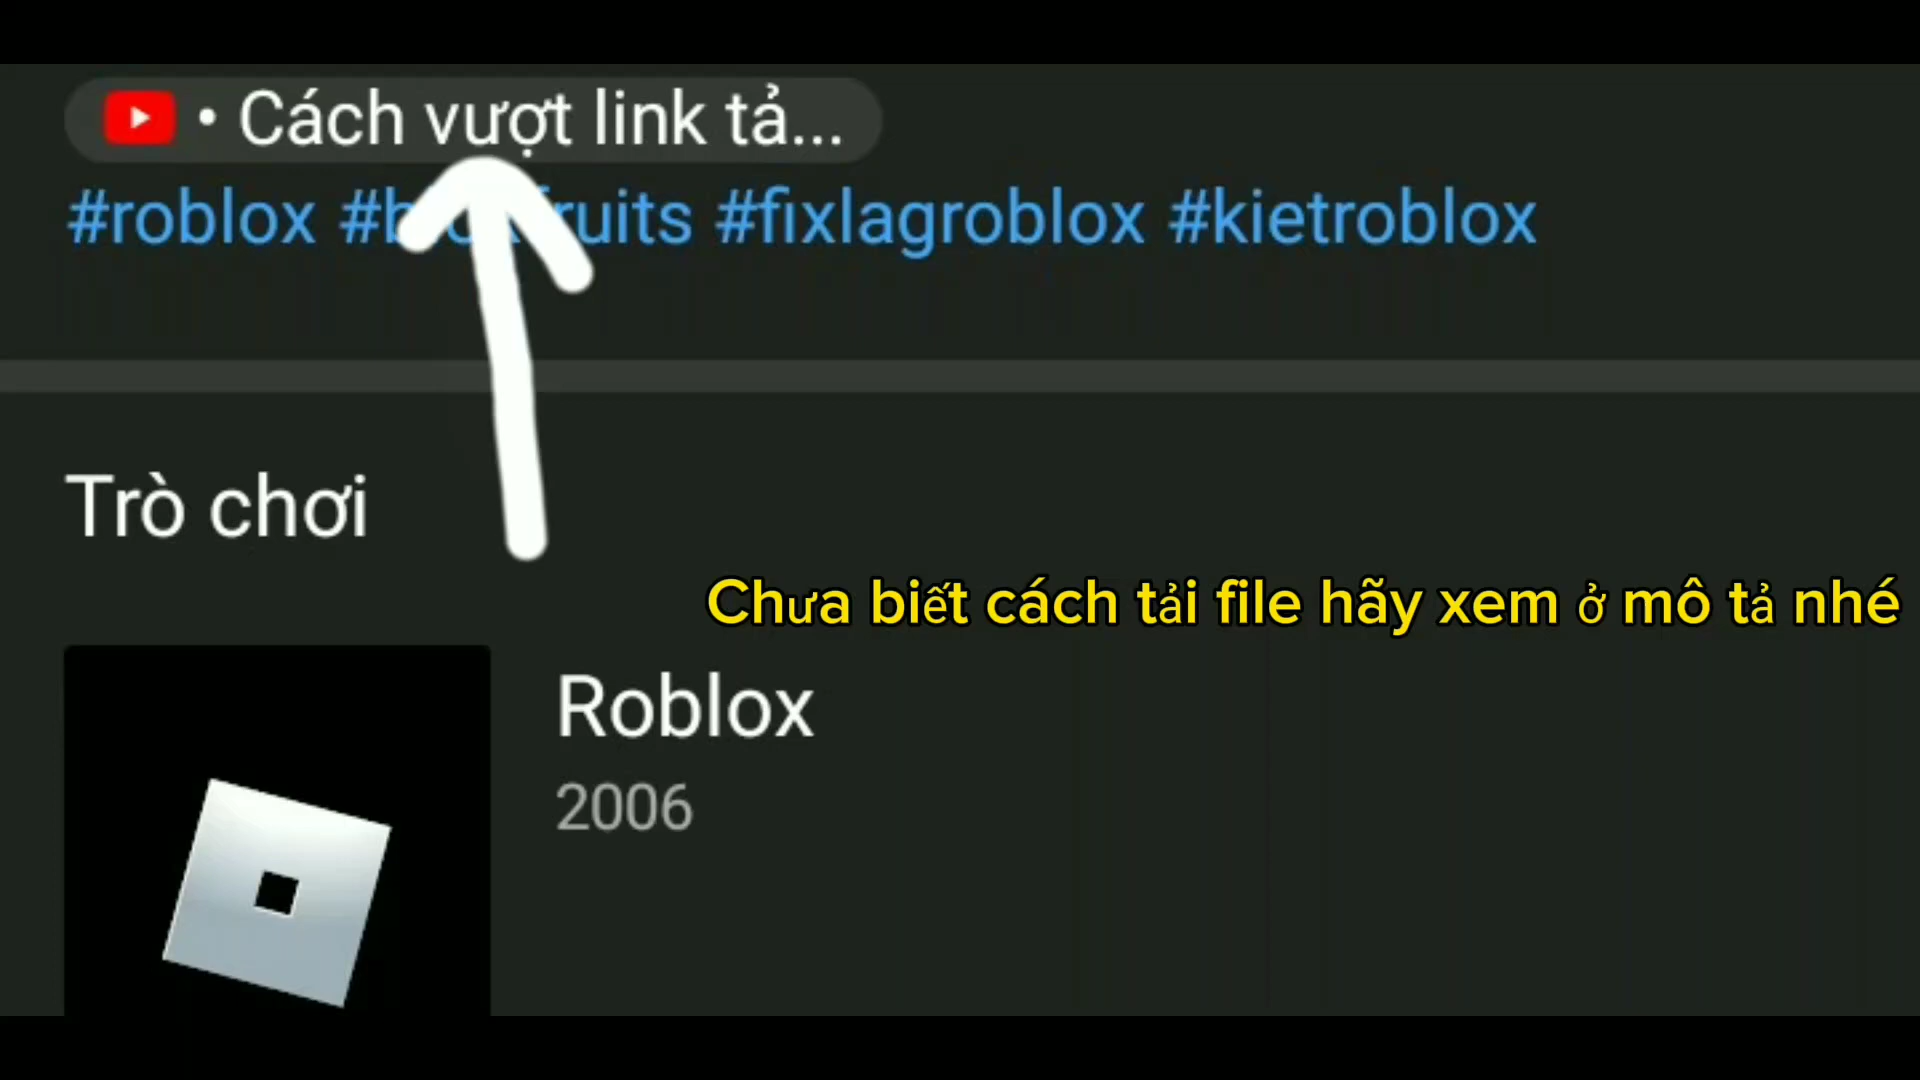 • Cách vượt link tả...
#roblox #fixlagroblox #kietroblox
Trò chơi
Chưa biết cách tải file hãy xem ở mô tả nhé
Roblox
2006